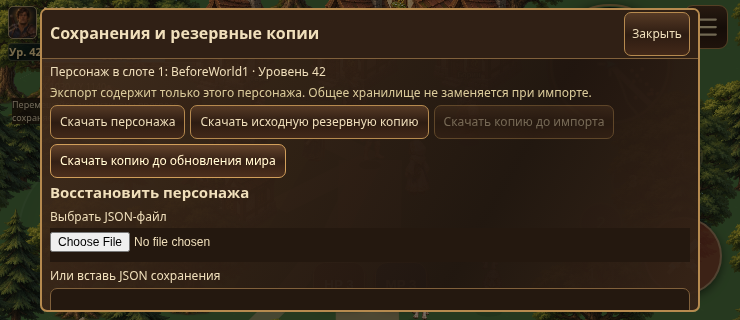 Сохранения и резервные копии
Закрыть
Ур. 42
Персонаж в слоте 1: BeforeWorld1 · Уровень 42
Экспорт содержит только этого персонажа. Общее хранилище не заменяется при импорте.
Скачать персонажа
Скачать исходную резервную копию
Скачать копию до импорта
Скачать копию до обновления мира
Восстановить персонажа
Выбрать JSON-файл
Choose File
No file chosen
Или вставь JSON сохранения